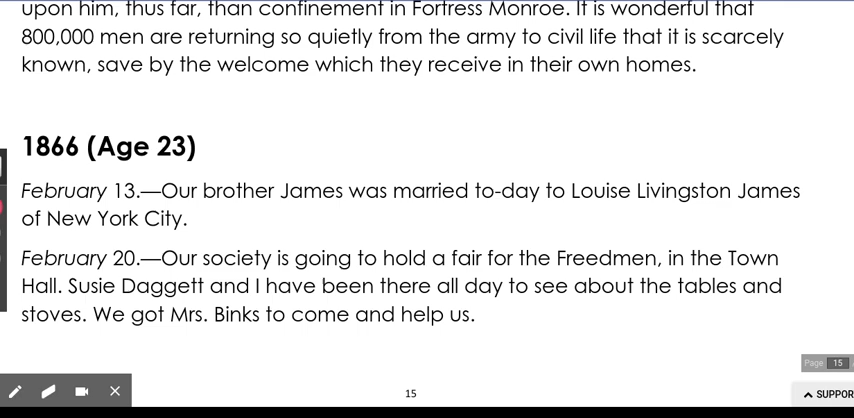 upon him, thus far, than confinement in Fortress Monroe. It is wonderful that
800,000 men are returning so quietly from the army to civil life that it is scarcely
known, save by the welcome which they receive in their own homes.
1866 (Age 23)
February 13.—Our brother James was married to-day to Louise Livingston James
of New York City.
February 20.—Our society is going to hold a fair for the Freedmen, in the Town
Hall. Susie Daggett and I have been there all day to see about the tables and
stoves. We got Mrs. Binks to come and help us.
Page 15
15
SUPPOR